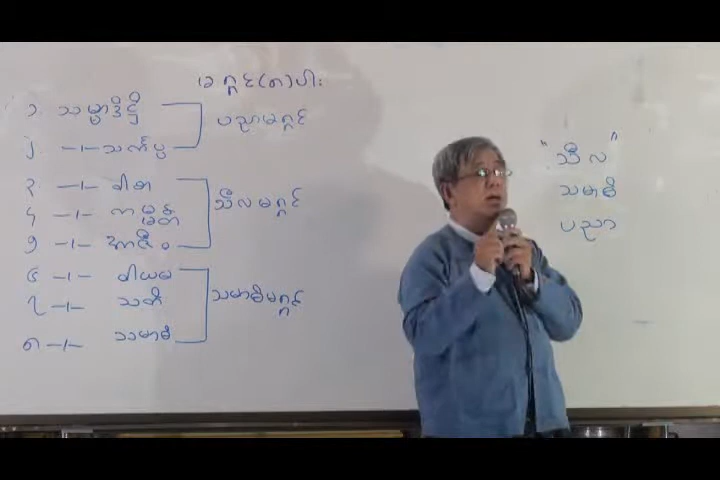 မဂ္ဂင်(၈)ပါး
၁ သမ္မာဒိဋ္ဌိ
ပညာမဂ္ဂင်
၂ -၊- သင်္ကပ္ပ
၃ -၊- ဝါစာ
၄ -၊- ကမ္မန္တ
သီလမဂ္ဂင်
၅ -၊- အာဇီဝ
၆ -၊- ဝါယမ
၇ -၊- သတိ
သမာဓိမဂ္ဂင်
၈ -၊- သမာဓိ
"သီလ"
သမာဓိ
ပညာ